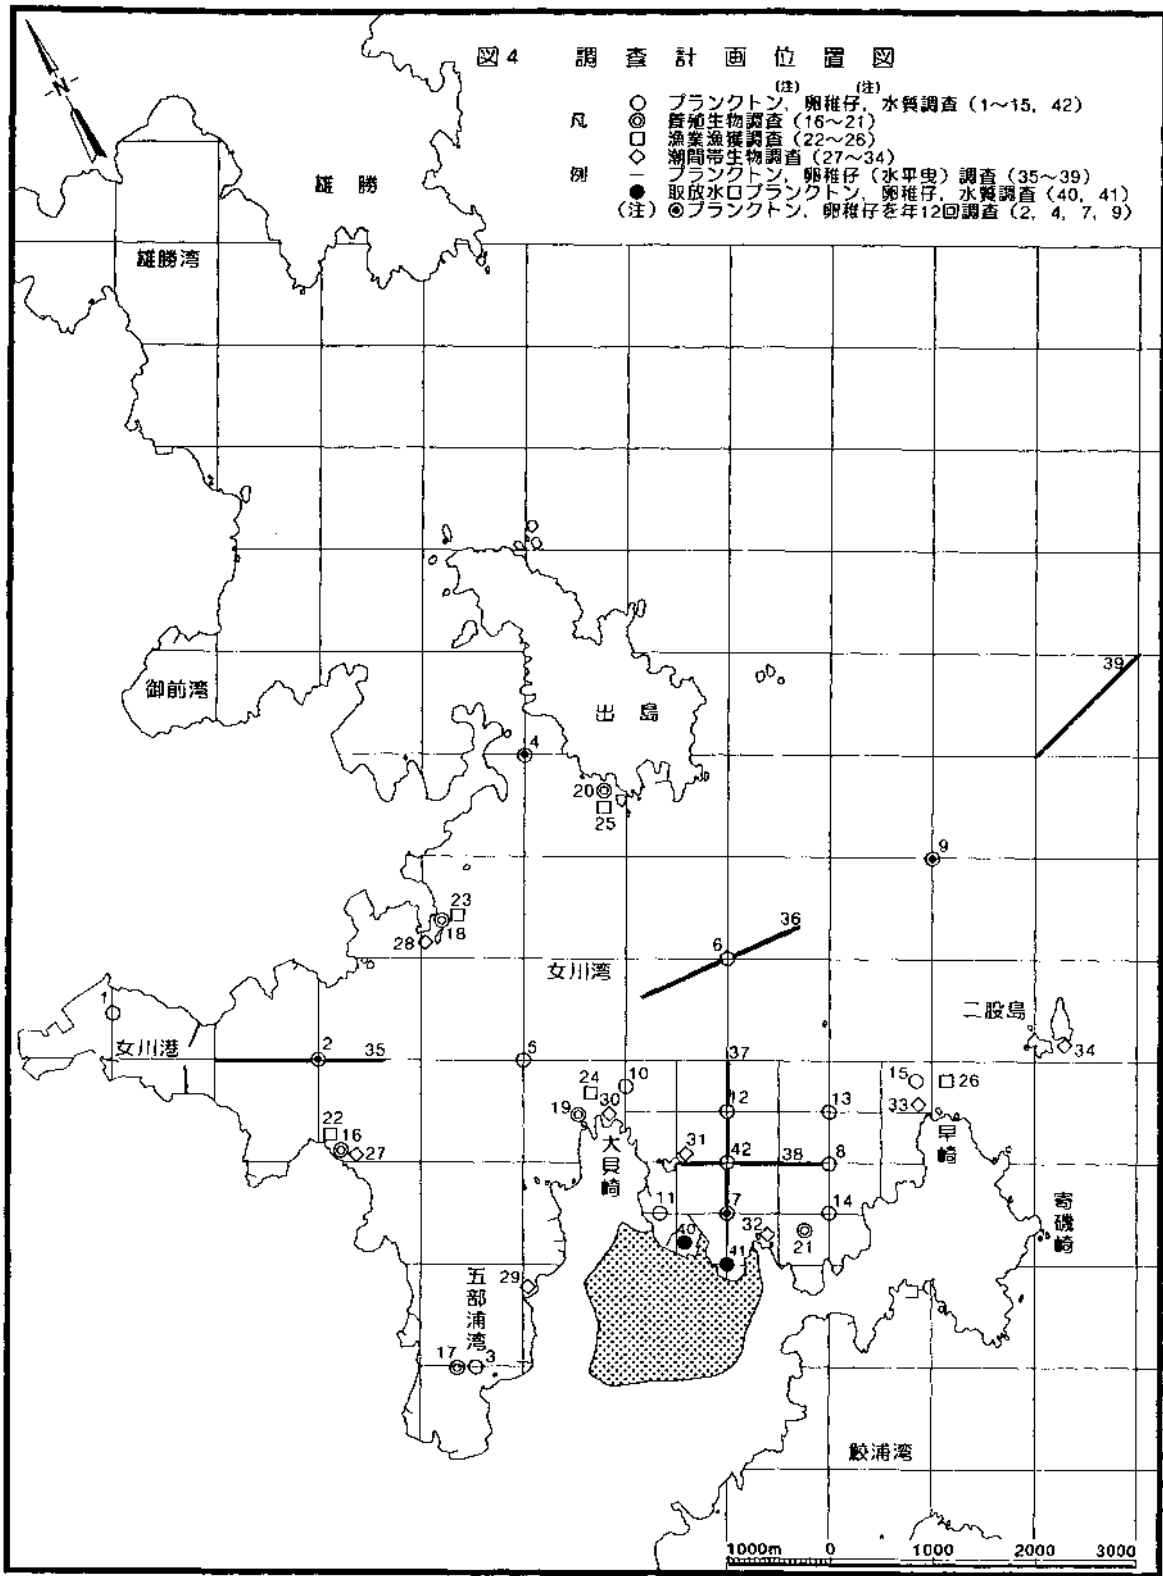 図4 調査計画位置図
(注) (注)
凡
例
○ プランクトン, 卵稚仔, 水質調査 (1~15, 42)
◎ 養殖生物調査 (16~21)
□ 漁業漁獲調査 (22~26)
◇ 潮間帯生物調査 (27~34)
― プランクトン, 卵稚仔 (水平曳) 調査 (35~39)
● 取放水口プランクトン, 卵稚仔, 水質調査 (40, 41)
(注) ◉プランクトン, 卵稚仔を年12回調査 (2, 4, 7, 9)
N
雄勝
雄勝湾
39
御前湾
出島
4
20
25
9
23
18
28
36
6
女川湾
二股島
34
1
女川港
2
35
5
37
24
10
15
26
19
30
12
13
33
22
16
27
大貝崎
31
42
38
8
早崎
11
7
14
寄磯崎
40
32
21
41
29
五部浦湾
17
3
鮫浦湾
1000m 0 1000 2000 3000